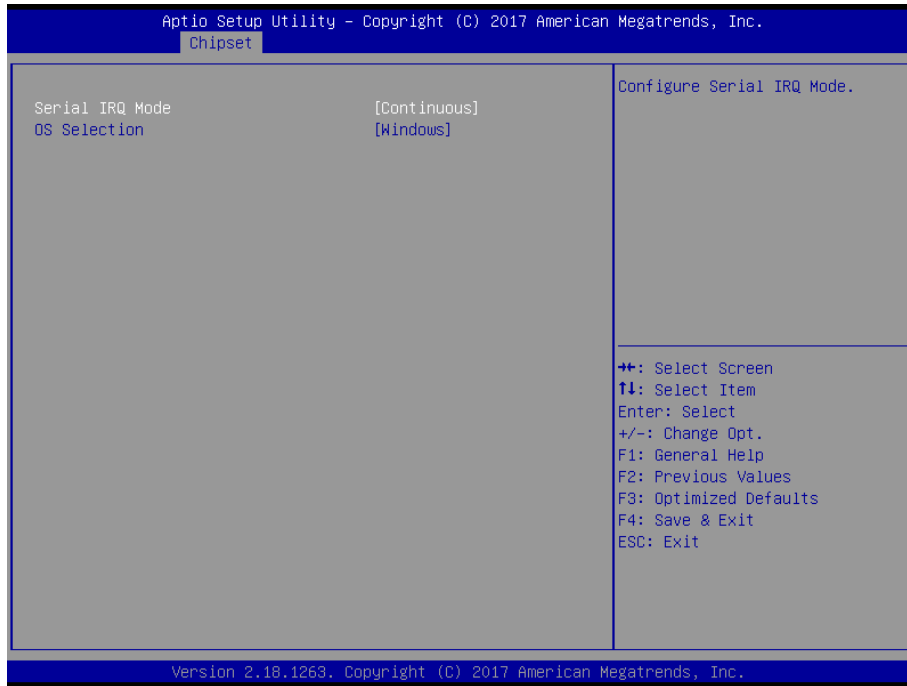 Aptio Setup Utility – Copyright (C) 2017 American Megatrends, Inc.
Chipset
Serial IRQ Mode [Continuous]
OS Selection [Windows]
Configure Serial IRQ Mode.
→←: Select Screen
↑↓: Select Item
Enter: Select
+/-: Change Opt.
F1: General Help
F2: Previous Values
F3: Optimized Defaults
F4: Save & Exit
ESC: Exit
Version 2.18.1263. Copyright (C) 2017 American Megatrends, Inc.